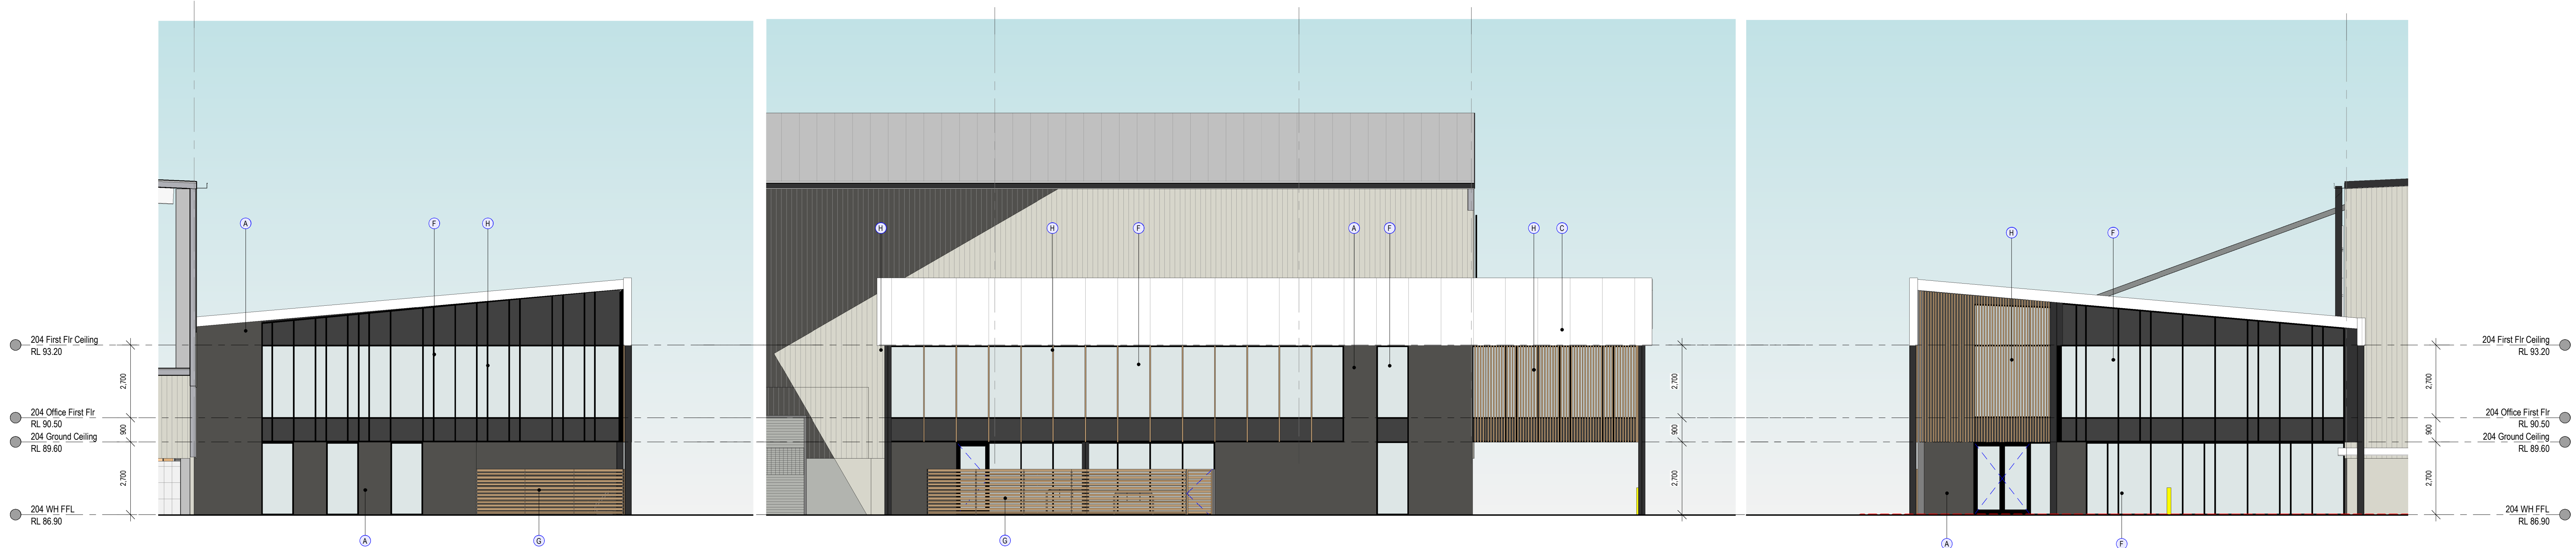 A
F
H
H
H
F
A
F
H
C
H
F
204 First Flr Ceiling
RL 93.20
2,700
204 Office First Flr
RL 90.50
900
204 Ground Ceiling
RL 89.60
2,700
204 WH FFL
RL 86.90
A
G
G
2,700
900
2,700
A
F
2,700
900
2,700
204 First Flr Ceiling
RL 93.20
204 Office First Flr
RL 90.50
204 Ground Ceiling
RL 89.60
204 WH FFL
RL 86.90